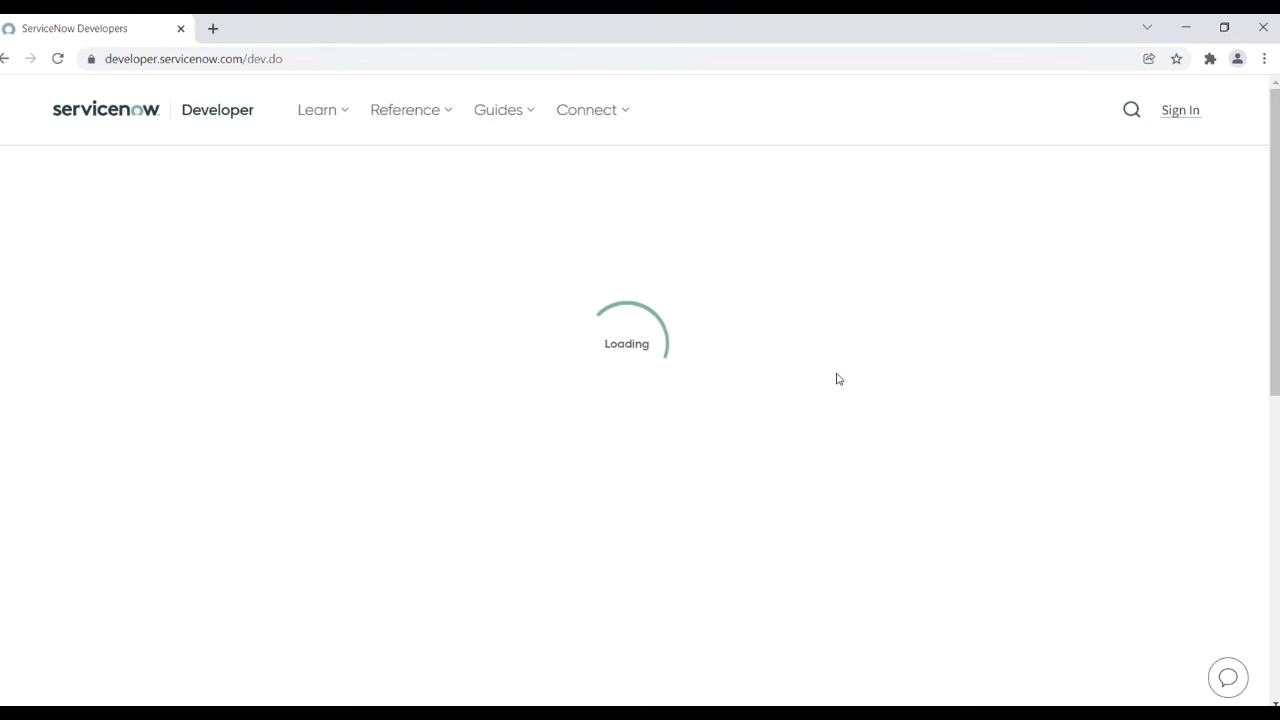 ServiceNow Developers
developer.servicenow.com/dev.do
servicenow Developer Learn Reference Guides Connect Sign In
Loading